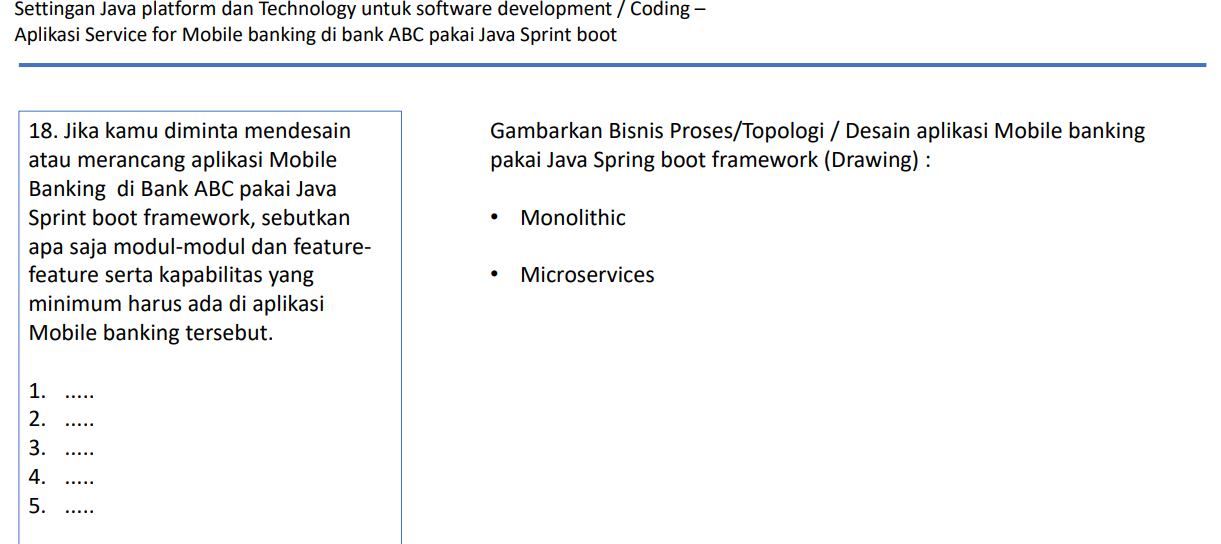 Settingan Java platform dan Technology untuk software development / Coding –
Aplikasi Service for Mobile banking di bank ABC pakai Java Sprint boot
18. Jika kamu diminta mendesain
atau merancang aplikasi Mobile
Banking  di Bank ABC pakai Java
Sprint boot framework, sebutkan
apa saja modul-modul dan feature-
feature serta kapabilitas yang
minimum harus ada di aplikasi
Mobile banking tersebut.
1. .....
2. .....
3. .....
4. .....
5. .....
Gambarkan Bisnis Proses/Topologi / Desain aplikasi Mobile banking
pakai Java Spring boot framework (Drawing) :
• Monolithic
• Microservices